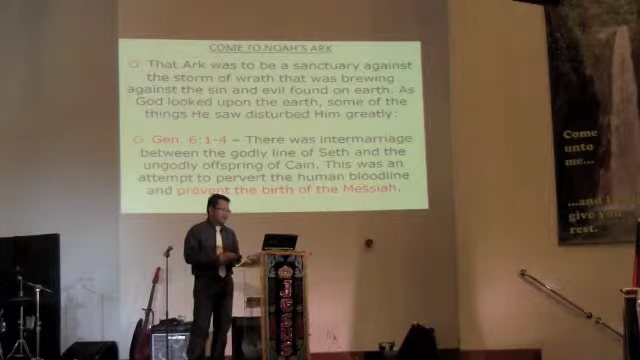 COME TO NOAH'S ARK
That Ark was to be a sanctuary against
the storm of wrath that was brewing
against the sin and evil found on earth. As
God looked upon the earth, some of the
things He saw disturbed Him greatly:
Gen. 6:1-4 – There was intermarriage
between the godly line of Seth and the
ungodly offspring of Cain. This was an
attempt to pervert the human bloodline
and prevent the birth of the Messiah.
Come
unto
me...
...and I
give you
rest.
Jesus